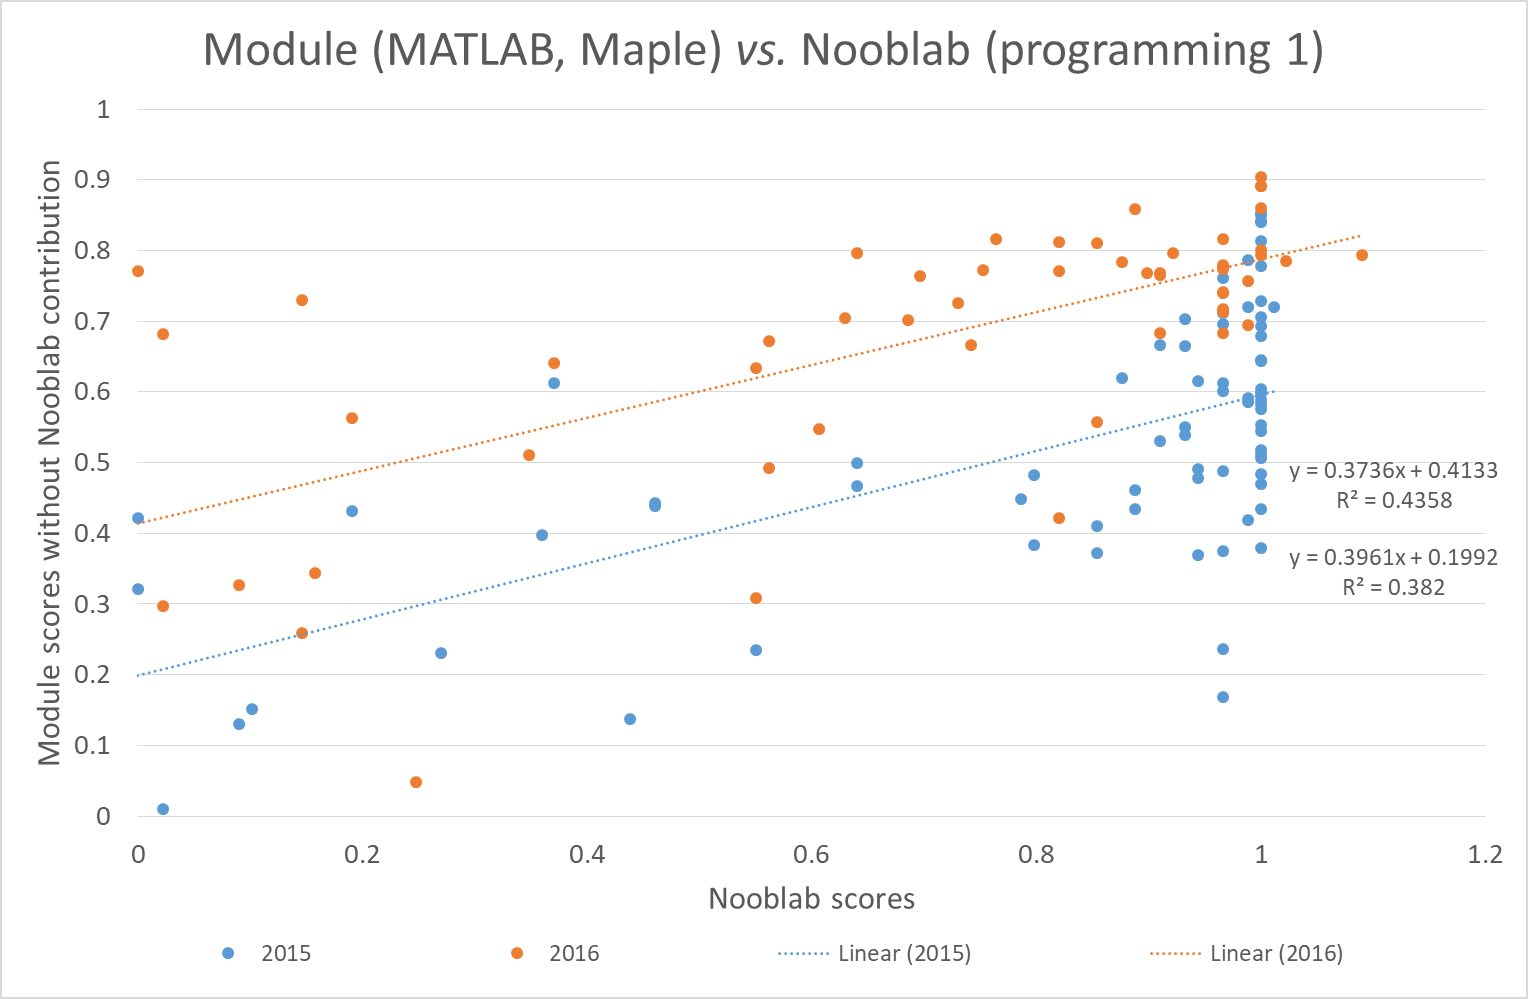 Module (MATLAB, Maple) vs. Nooblab (programming 1)
Module scores without Nooblab contribution
1
0.9
0.8
0.7
0.6
0.5
0.4
0.3
0.2
0.1
0
y = 0.3736x + 0.4133
R² = 0.4358
y = 0.3961x + 0.1992
R² = 0.382
0 0.2 0.4 0.6 0.8 1 1.2
Nooblab scores
2015 2016 Linear (2015) Linear (2016)